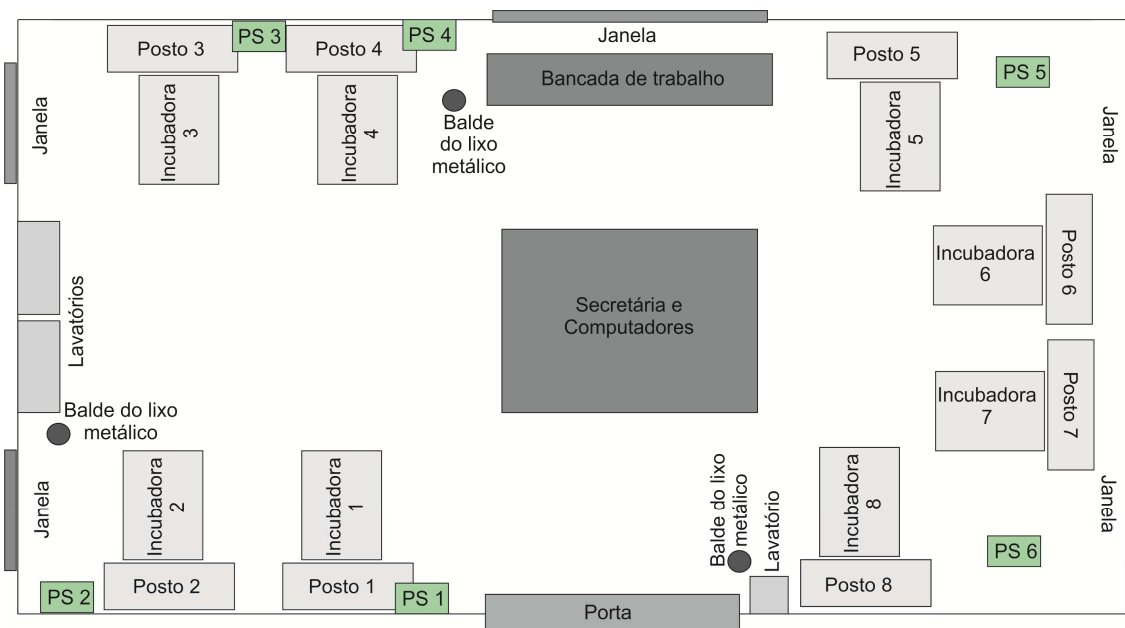 Posto 3
PS 3
Posto 4
PS 4
Janela
Posto 5
PS 5
Bancada de trabalho
Janela
Incubadora
3
Incubadora
4
Balde
do lixo
metálico
Incubadora
5
Janela
Lavatórios
Secretária e
Computadores
Incubadora
6
Posto 6
Incubadora
7
Posto 7
Balde do lixo
metálico
Janela
Incubadora
2
Incubadora
1
Balde do lixo
metálico
Lavatório
Incubadora
8
Janela
PS 6
PS 2
Posto 2
Posto 1
PS 1
Porta
Posto 8